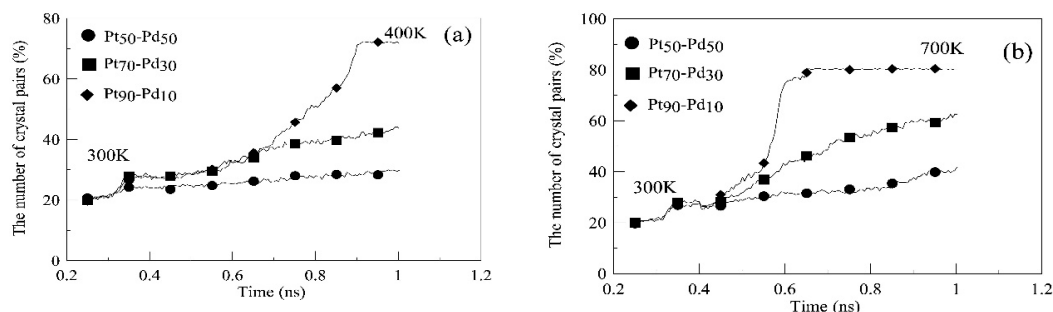 80
60
40
20
0
0.2
0.4
0.6
0.8
1
1.2
The number of crystal pairs (%)
Time (ns)
Pt50-Pd50
Pt70-Pd30
Pt90-Pd10
300K
400K
(a)
100
80
60
40
20
0
0.2
0.4
0.6
0.8
1
1.2
The number of crystal pairs (%)
Time (ns)
Pt50-Pd50
Pt70-Pd30
Pt90-Pd10
300K
700K
(b)